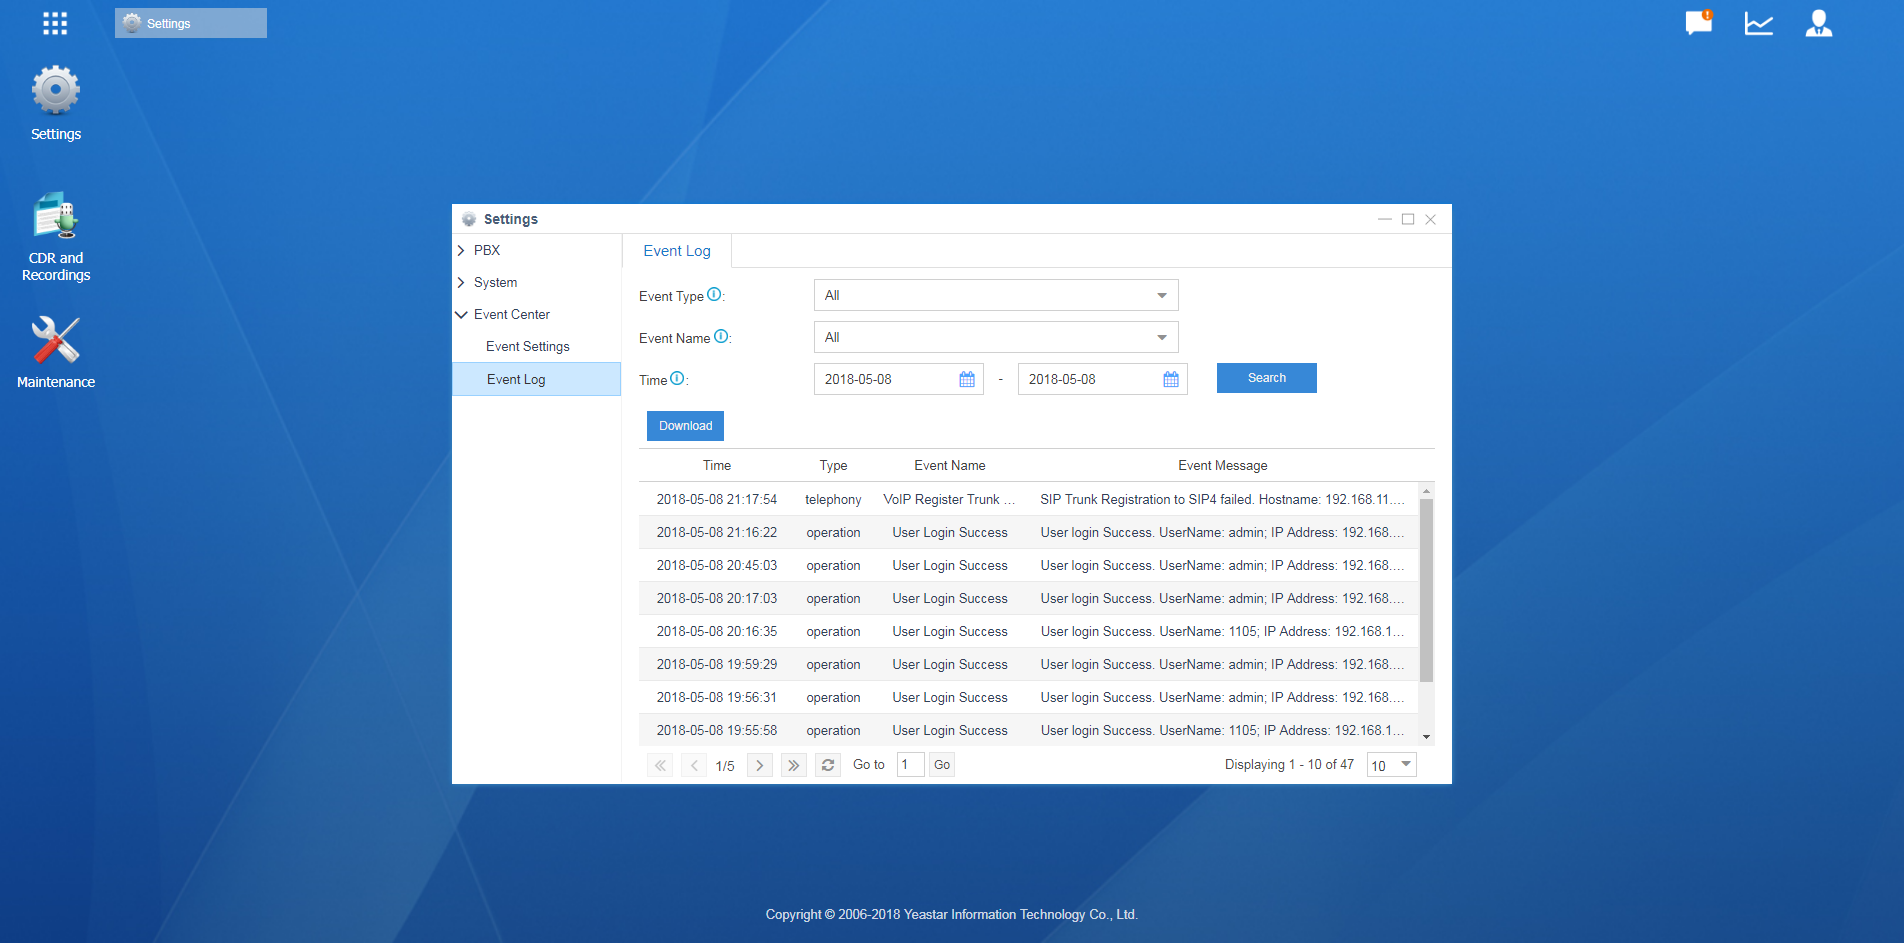 Settings
Settings
CDR and
Recordings
Maintenance
Settings
PBX
System
Event Center
Event Settings
Event Log
Event Log
Event Type :
All
Event Name :
All
Time :
2018-05-08 - 2018-05-08
Search
Download
Time Type Event Name Event Message
2018-05-08 21:17:54 telephony VoIP Register Trunk ... SIP Trunk Registration to SIP4 failed. Hostname: 192.168.11....
2018-05-08 21:16:22 operation User Login Success User login Success. UserName: admin; IP Address: 192.168....
2018-05-08 20:45:03 operation User Login Success User login Success. UserName: admin; IP Address: 192.168....
2018-05-08 20:17:03 operation User Login Success User login Success. UserName: admin; IP Address: 192.168....
2018-05-08 20:16:35 operation User Login Success User login Success. UserName: 1105; IP Address: 192.168.1...
2018-05-08 19:59:29 operation User Login Success User login Success. UserName: admin; IP Address: 192.168....
2018-05-08 19:56:31 operation User Login Success User login Success. UserName: admin; IP Address: 192.168....
2018-05-08 19:55:58 operation User Login Success User login Success. UserName: 1105; IP Address: 192.168.1...
1/5 Go to 1 Go Displaying 1 - 10 of 47 10
Copyright © 2006-2018 Yeastar Information Technology Co., Ltd.